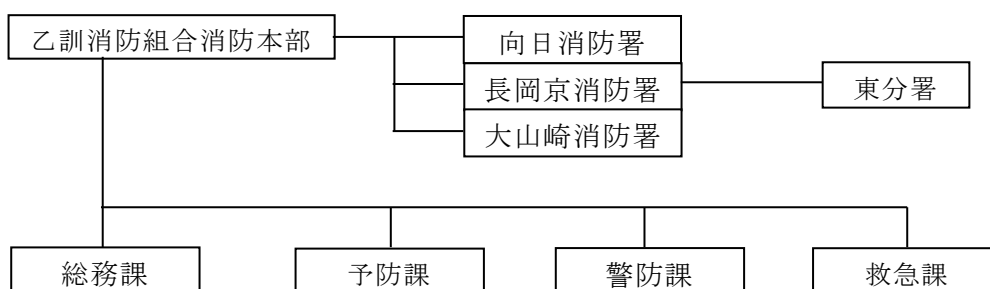 乙訓消防組合消防本部
向日消防署
長岡京消防署
東分署
大山崎消防署
総務課
予防課
警防課
救急課